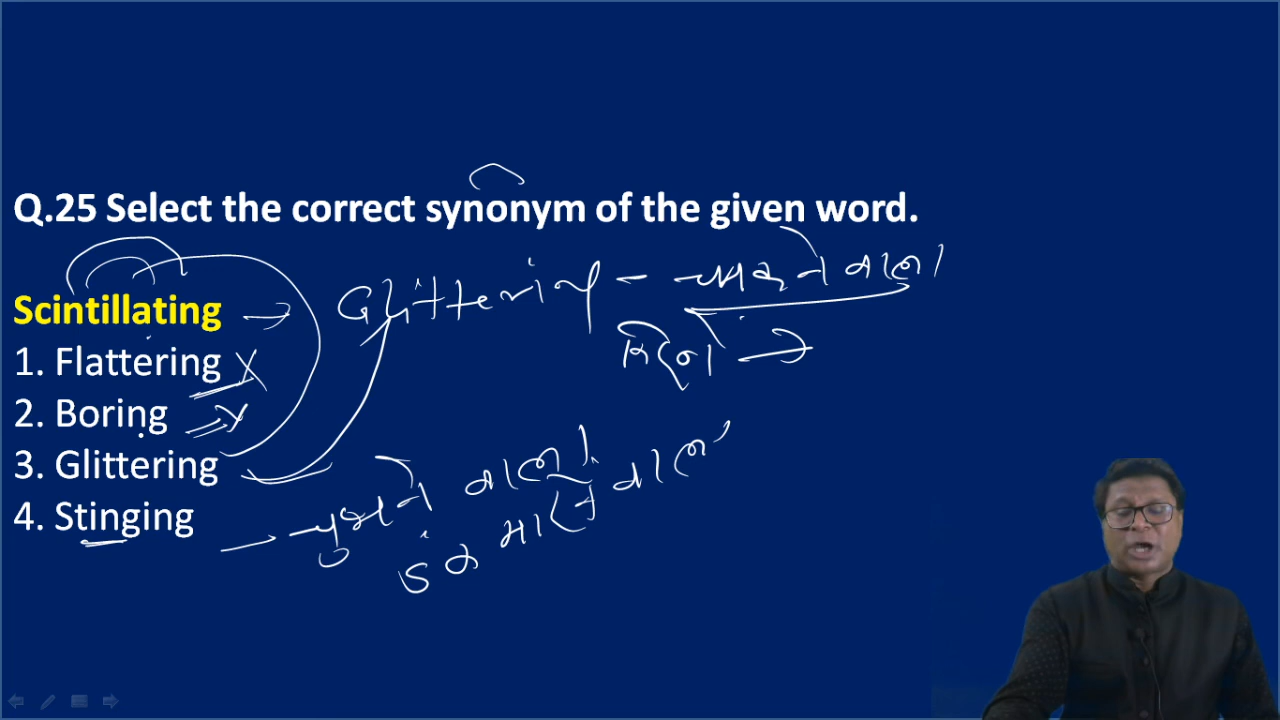 Q.25 Select the correct synonym of the given word.
Scintillating → Glittering - चमकने वाला
1. Flattering X
2. Boring
3. Glittering
4. Stinging
चुभने वाला
डंक मारने वाला